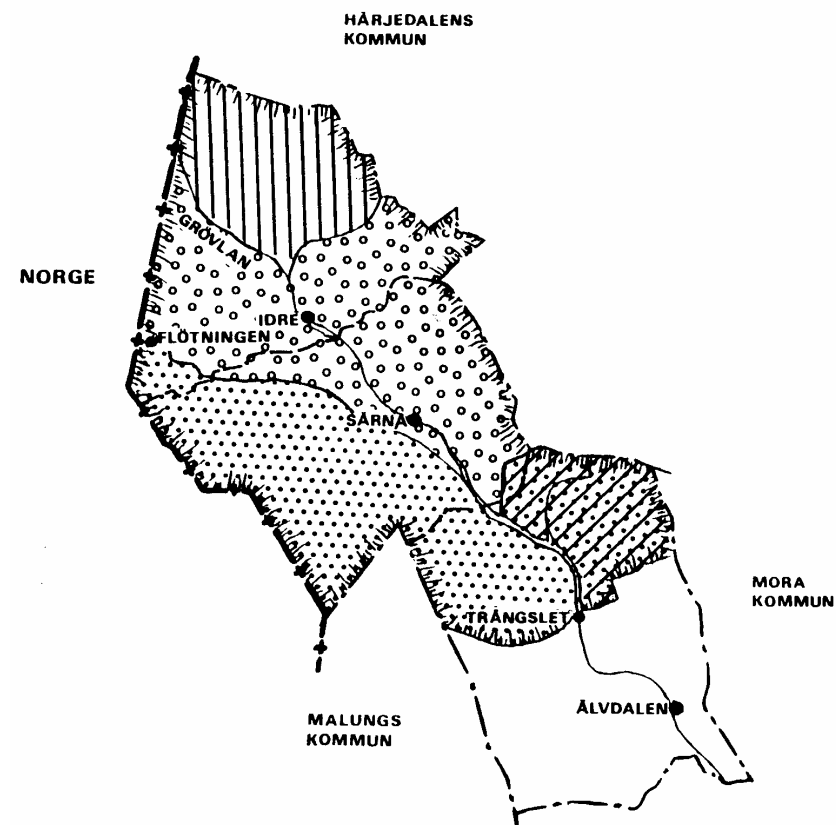 HÄRJEDALENS
KOMMUN
GRÖVLAN
NORGE
IDRE
FLÖTNINGEN
SÄRNA
MORA
KOMMUN
TRÄNGSLET
MALUNGS
KOMMUN
ÄLVDALEN